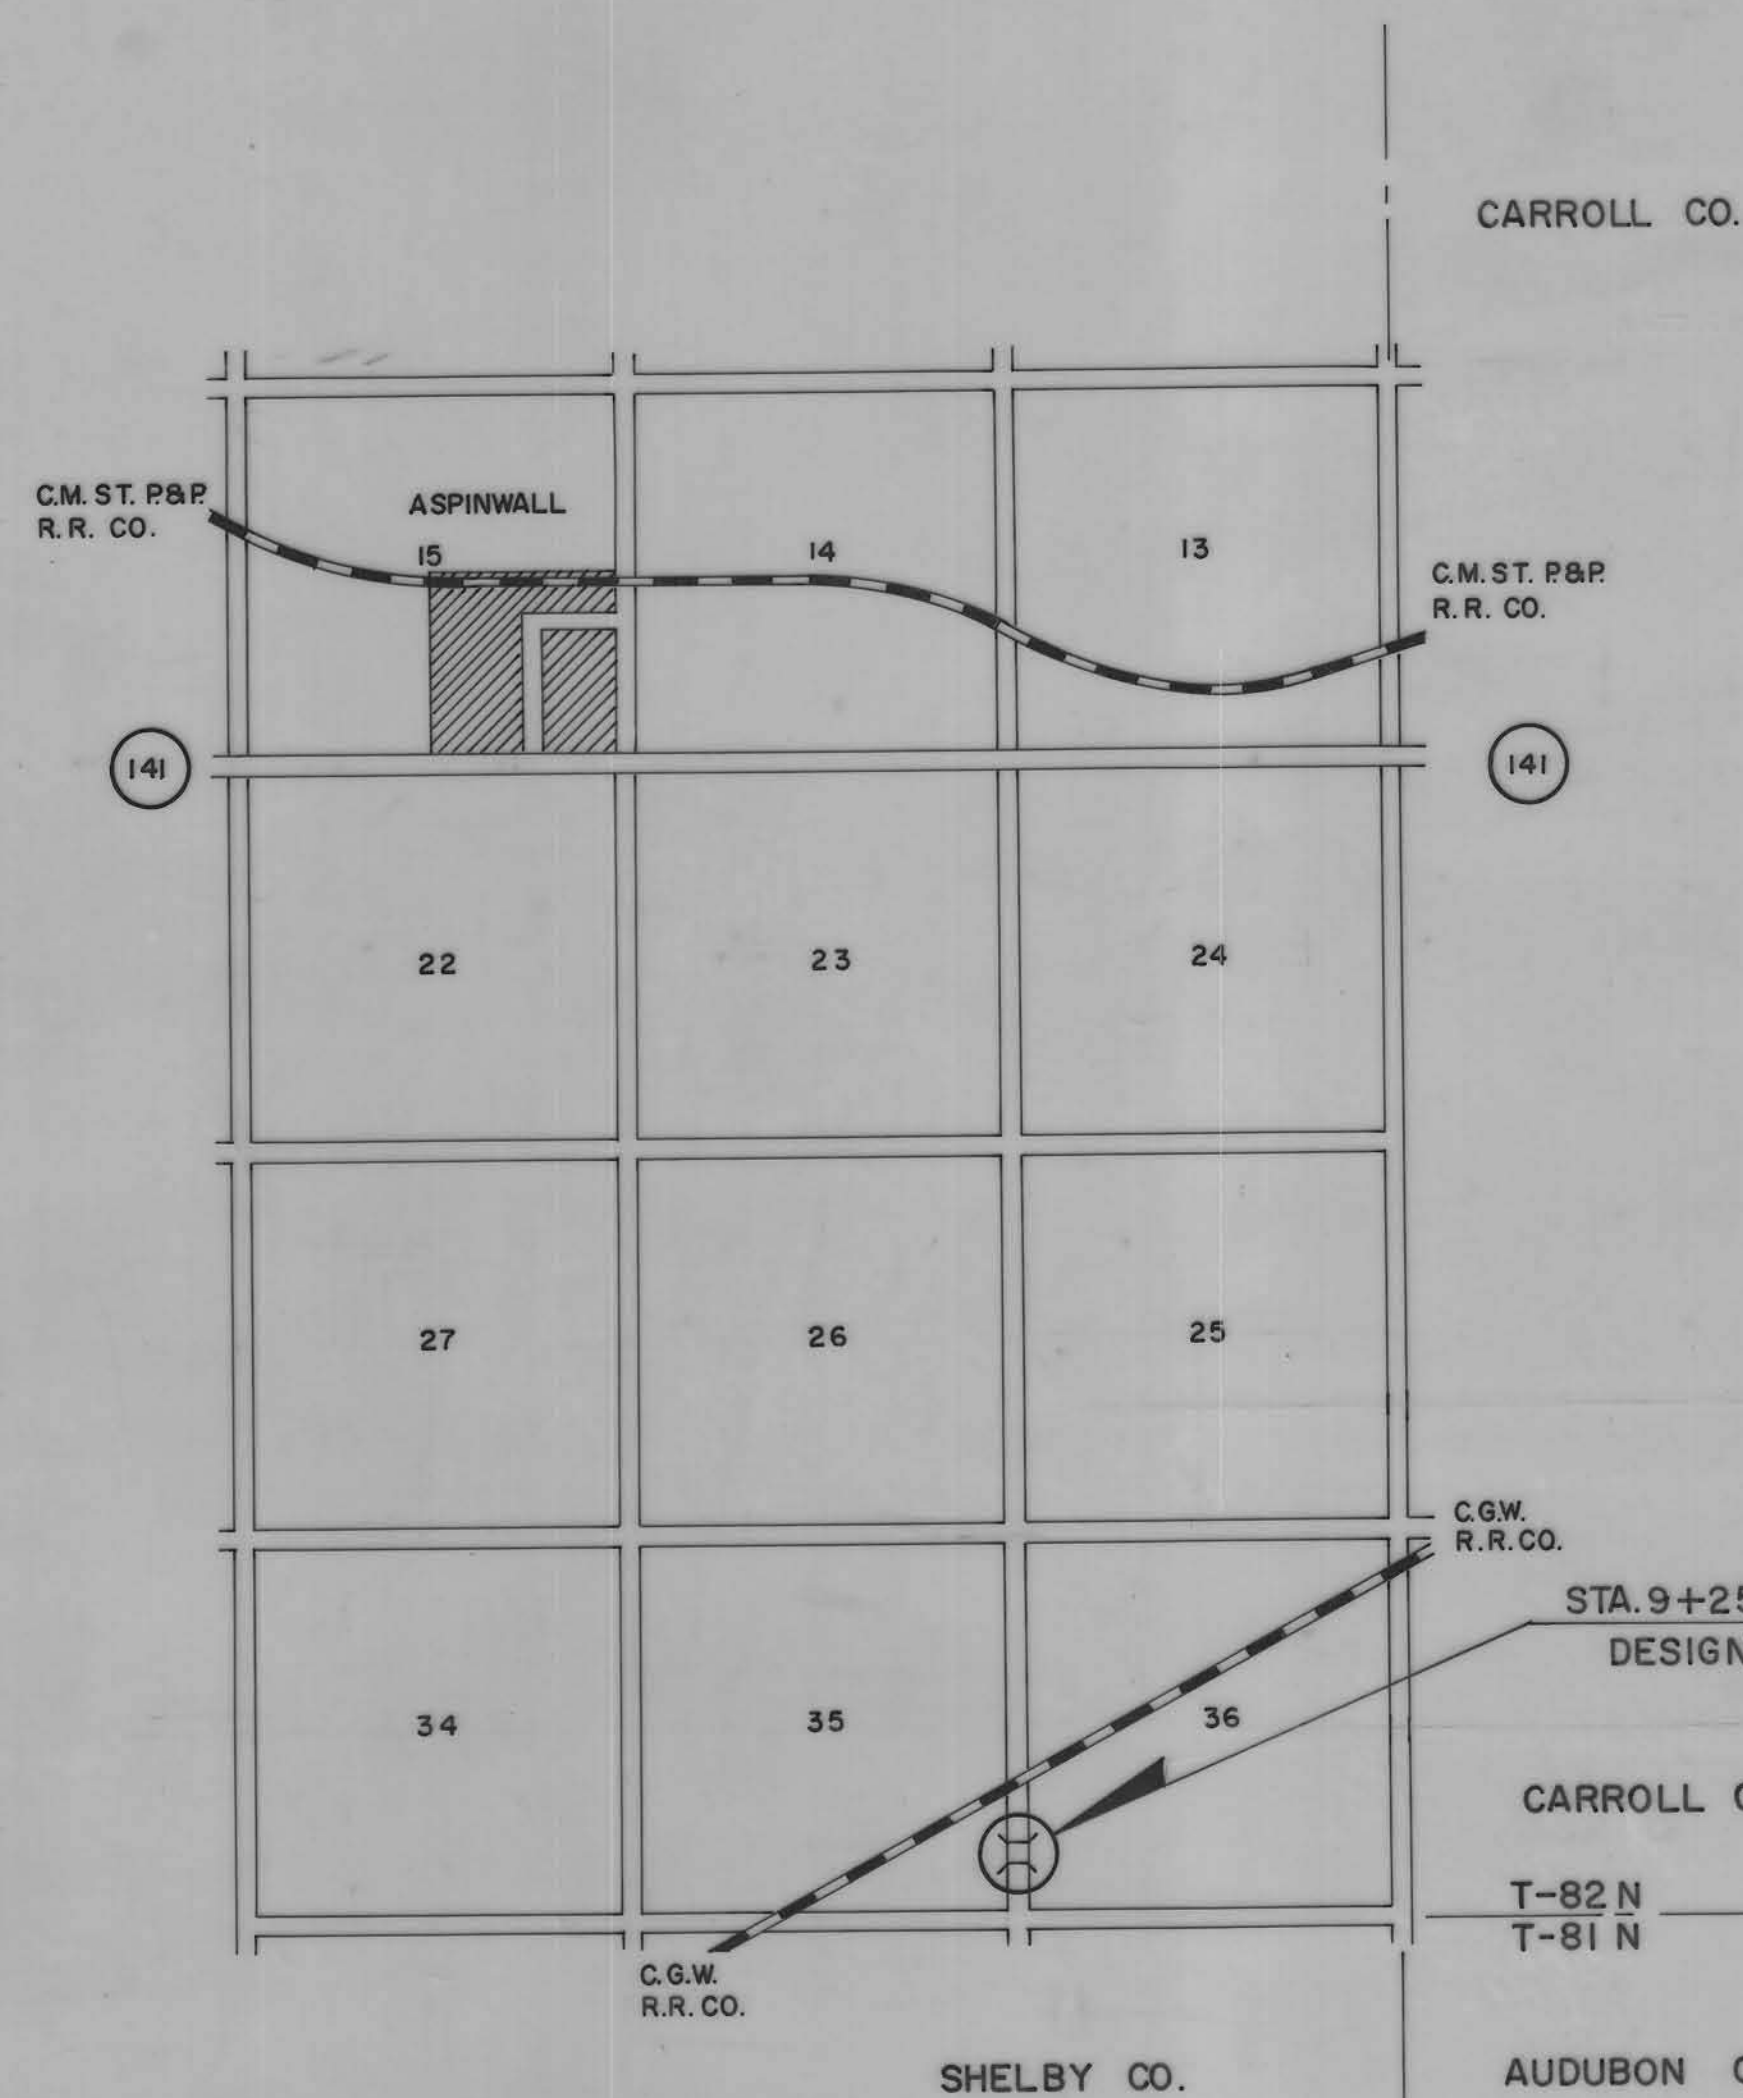 CARROLL CO.
C.M. ST. P.&P.
R.R. CO.
ASPINWALL
15
14
13
C.M. ST. P.&P.
R.R. CO.
141
141
22
23
24
27
26
25
C.G.W.
R.R. CO.
STA. 9+25
DESIGN
34
35
36
CARROLL
T-82 N
T-81 N
C.G.W.
R.R. CO.
SHELBY CO.
AUDUBON